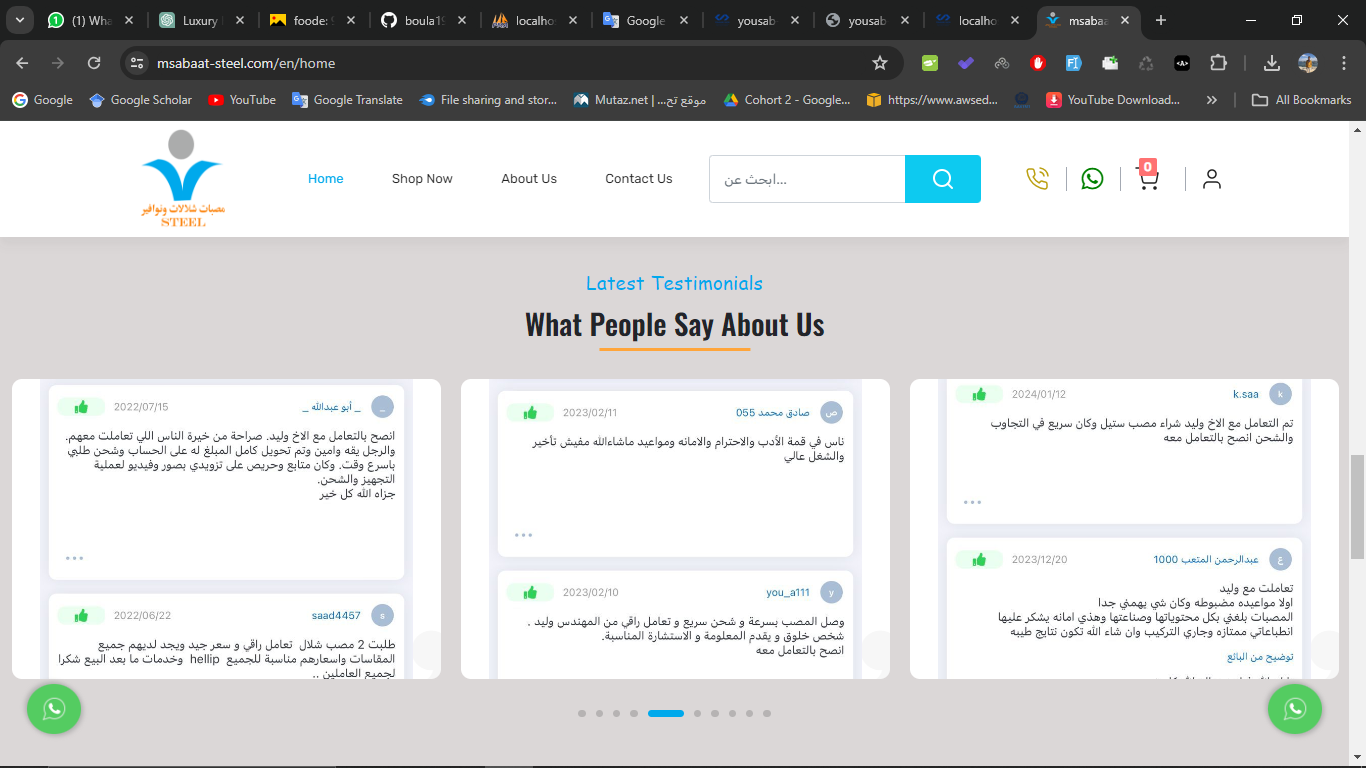 (1) Wha
Luxury
foode:
boula19
localho
Google
yousab
yousab
localho
msabaa
msabaat-steel.com/en/home
Google
Google Scholar
YouTube
Google Translate
File sharing and stor...
Mutaz.net | موقع تح...
Cohort 2 - Google...
https://www.awsed...
YouTube Download...
All Bookmarks
مصبات شلالات ونوافير
STEEL
Home
Shop Now
About Us
Contact Us
ابحث عن...
0
Latest Testimonials
What People Say About Us
2022/07/15
_ أبو عبدالله _
انصح بالتعامل مع الاخ وليد. صراحة من خيرة الناس اللي تعاملت معهم.
والرجل يقه وامين وتم تحويل كامل المبلغ له على الحساب وشحن طلبي
باسرع وقت. وكان متابع وحريص على تزويدي بصور وفيديو لعملية
التجهيز والشحن.
جزاه الله كل خير
...
2022/06/22
saad4457
s
طلبت 2 مصب شلال تعامل راقي و سعر جيد ويجد لديهم جميع
المقاسات واسعارهم مناسبة للجميع hellip وخدمات ما بعد البيع شكرا
لجميع العاملين ..
2023/02/11
صادق محمد 055
ص
ناس في قمة الأدب والاحترام والامانه ومواعيد ماشاءالله مفيش تأخير
والشغل عالي
...
2023/02/10
you_a111
y
وصل المصب بسرعة و شحن سريع و تعامل راقي من المهندس وليد .
شخص خلوق و يقدم المعلومة و الاستشارة المناسبة.
انصح بالتعامل معه
2024/01/12
k.saa
k
تم التعامل مع الاخ وليد شراء مصب ستيل وكان سريع في التجاوب
والشحن انصح بالتعامل معه
...
2023/12/20
عبدالرحمن المتعب 1000
ع
تعاملت مع وليد
اولا مواعيده مضبوطه وكان شي يهمني جدا
المصبات بلغني بكل محتوياتها وصناعتها وهذي امانه يشكر عليها
انطباعاتي ممتازه وجاري التركيب وان شاء الله تكون نتايج طيبه
توضيح من البائع